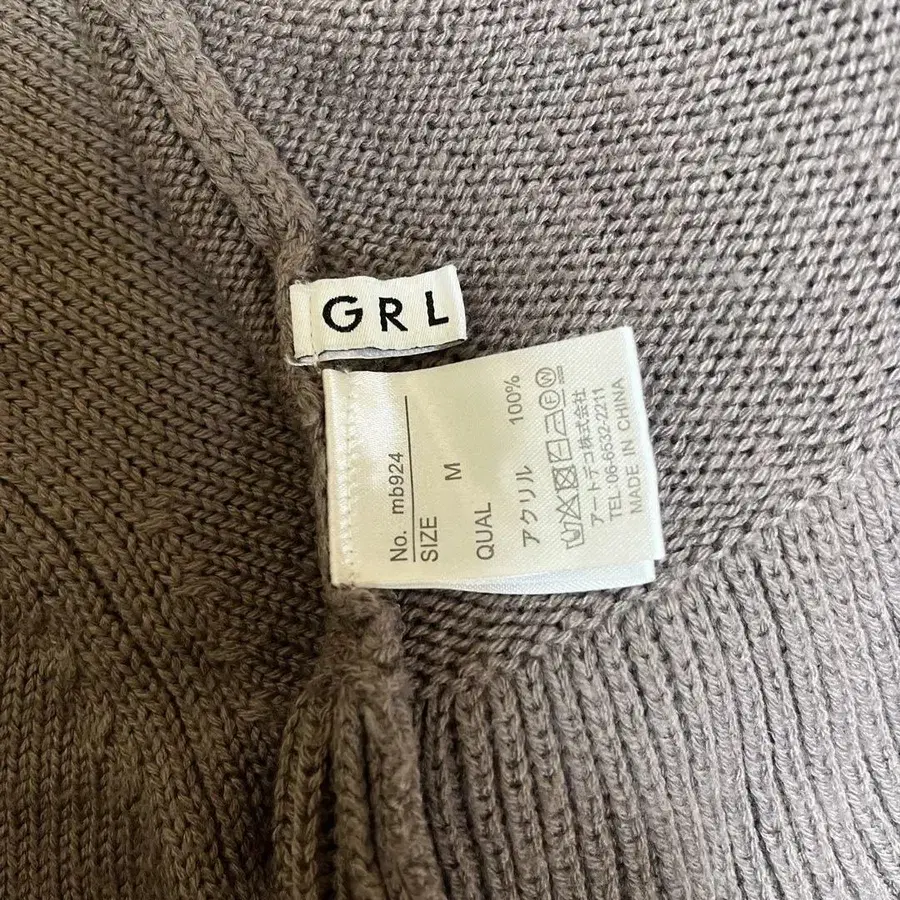 GRL
No. mb924
SIZE
M
QUAL
アクリル 100%
アートデコ株式会社
TEL.06-6532-2211
MADE IN CHINA